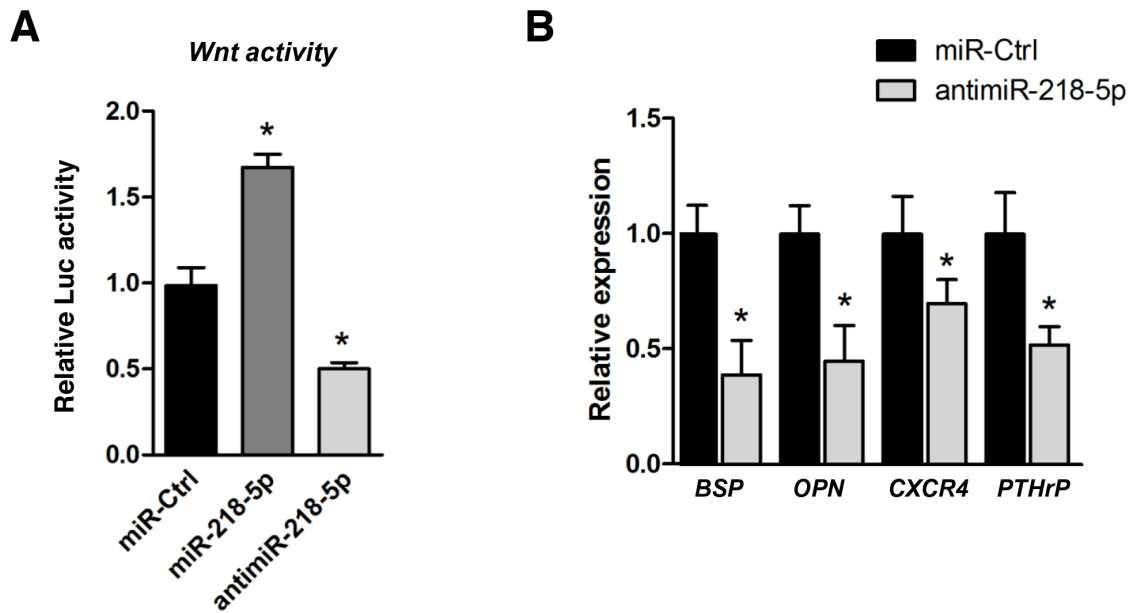 A
Wnt activity
Relative Luc activity
2.0
*
1.5
1.0
*
0.5
0.0
miR-Ctrl
miR-218-5p
antimiR-218-5p
B
miR-Ctrl
antimiR-218-5p
Relative expression
1.5
1.0
*
*
*
*
0.5
0.0
BSP OPN CXCR4 PTHrP